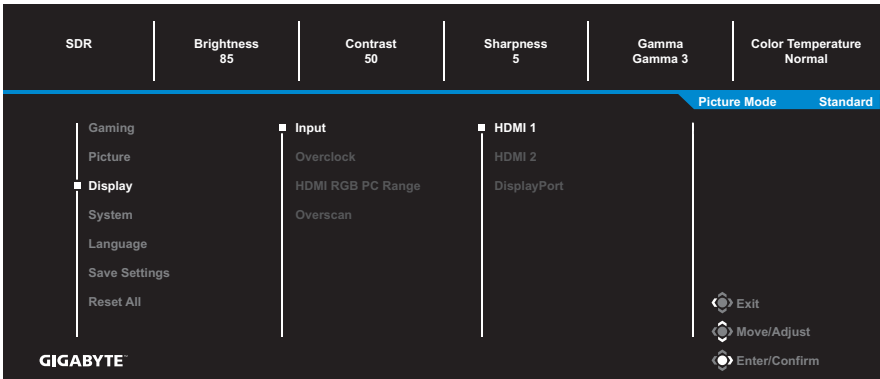 SDR
Brightness
85
Contrast
50
Sharpness
5
Gamma
Gamma 3
Color Temperature
Normal
Picture Mode Standard
Gaming
Picture
Display
System
Language
Save Settings
Reset All
Input
Overclock
HDMI RGB PC Range
Overscan
HDMI 1
HDMI 2
DisplayPort
Exit
Move/Adjust
Enter/Confirm
GIGABYTE™